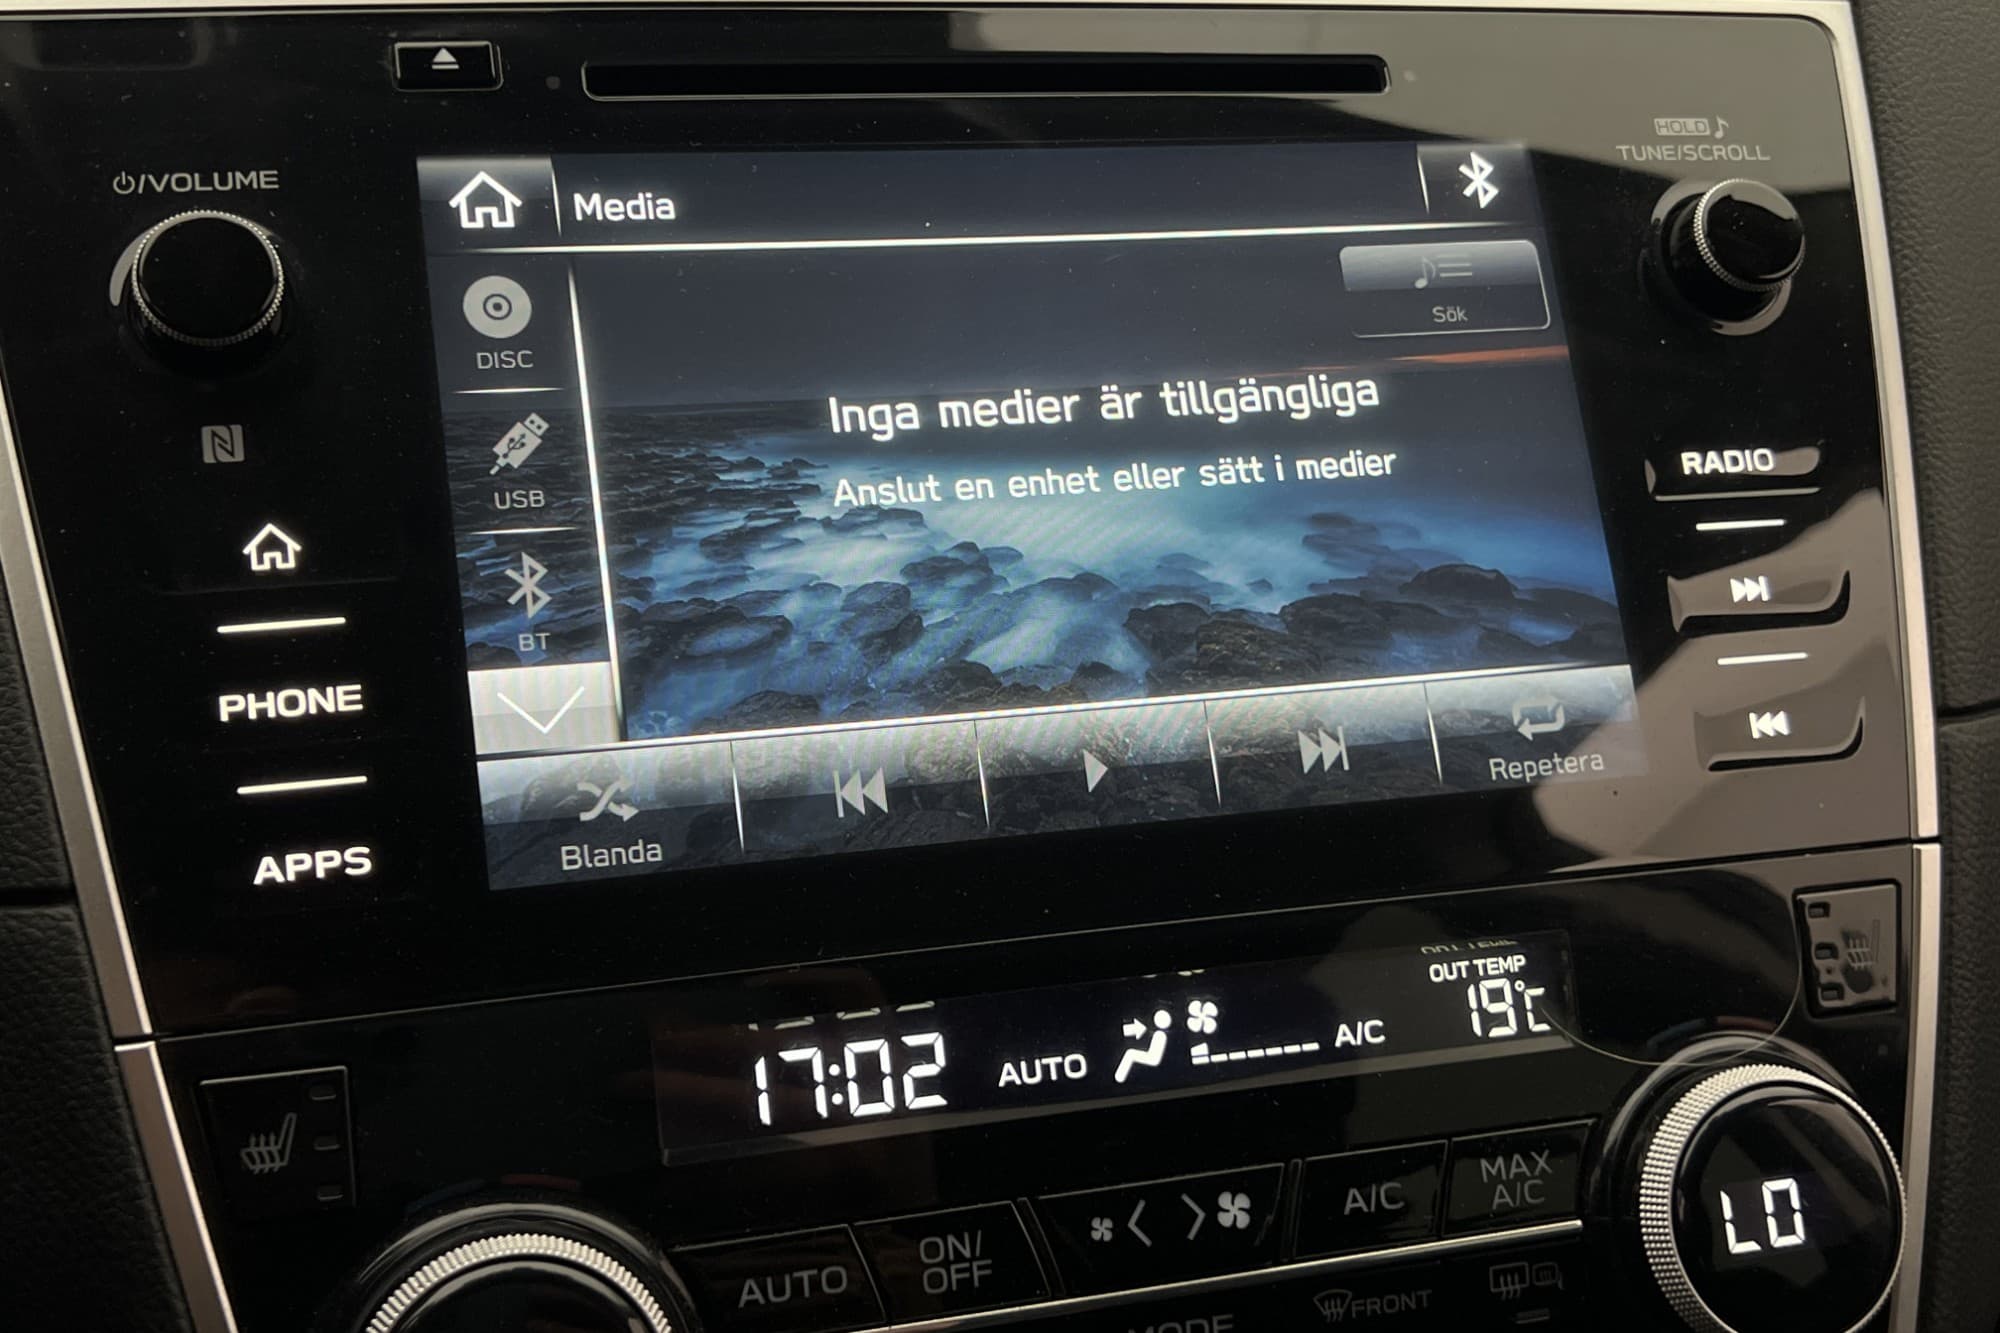 HOLD
/VOLUME
TUNE/SCROLL
Media
Sök
DISC
Inga medier är tillgängliga
Anslut en enhet eller sätt i medier
RADIO
USB
BT
PHONE
Repetera
Blanda
APPS
OUT TEMP
17:02
AUTO
A/C
19°C
MAX
A/C
A/C
LO
ON/
OFF
AUTO
FRONT
MODE